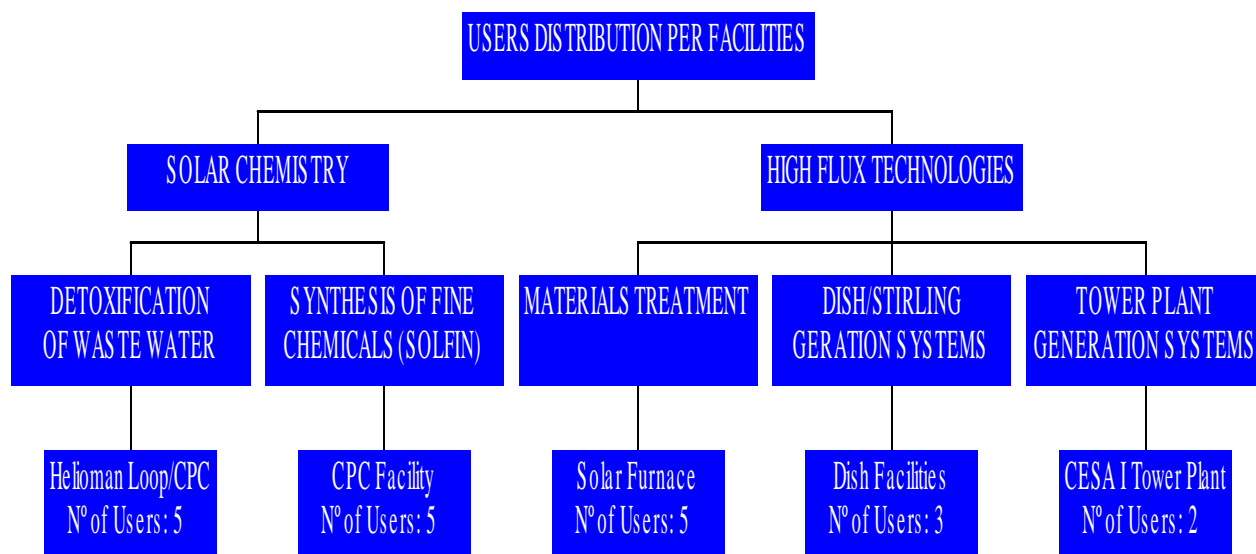 USERS DISTRIBUTION PER FACILITIES
SOLAR CHEMISTRY
HIGH FLUX TECHNOLOGIES
DETOXIFICATION
OF WASTE WATER
SYNTHESIS OF FINE
CHEMICALS (SOLFIN)
MATERIALS TREATMENT
DISH/STIRLING
GERATION SYSTEMS
TOWER PLANT
GENERATION SYSTEMS
Helioman Loop/CPC
Nº of Users: 5
CPC Facility
Nº of Users: 5
Solar Furnace
Nº of Users: 5
Dish Facilities
Nº of Users: 3
CESA I Tower Plant
Nº of Users: 2